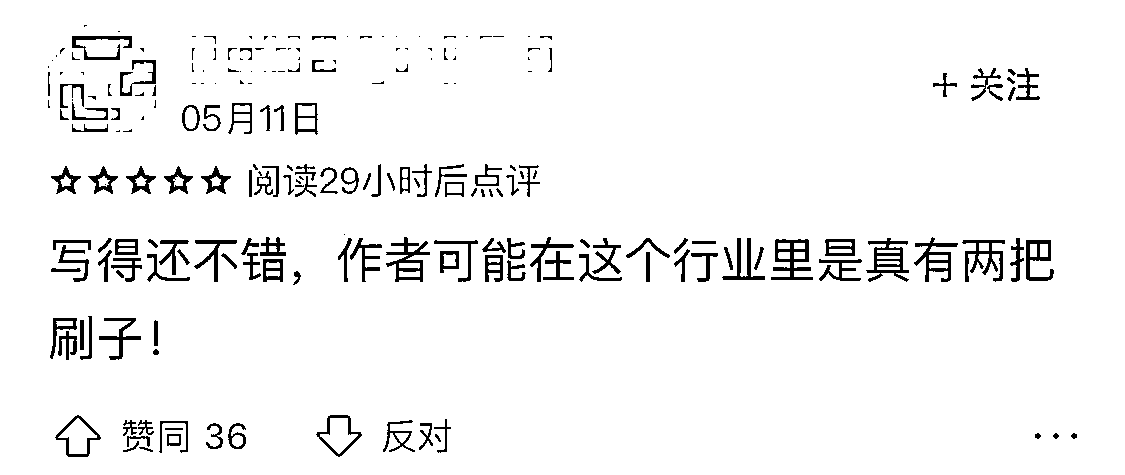 05月11日
+ 关注
阅读29小时后点评
写得还不错，作者可能在这个行业里是真有两把
刷子！
赞同 36
反对